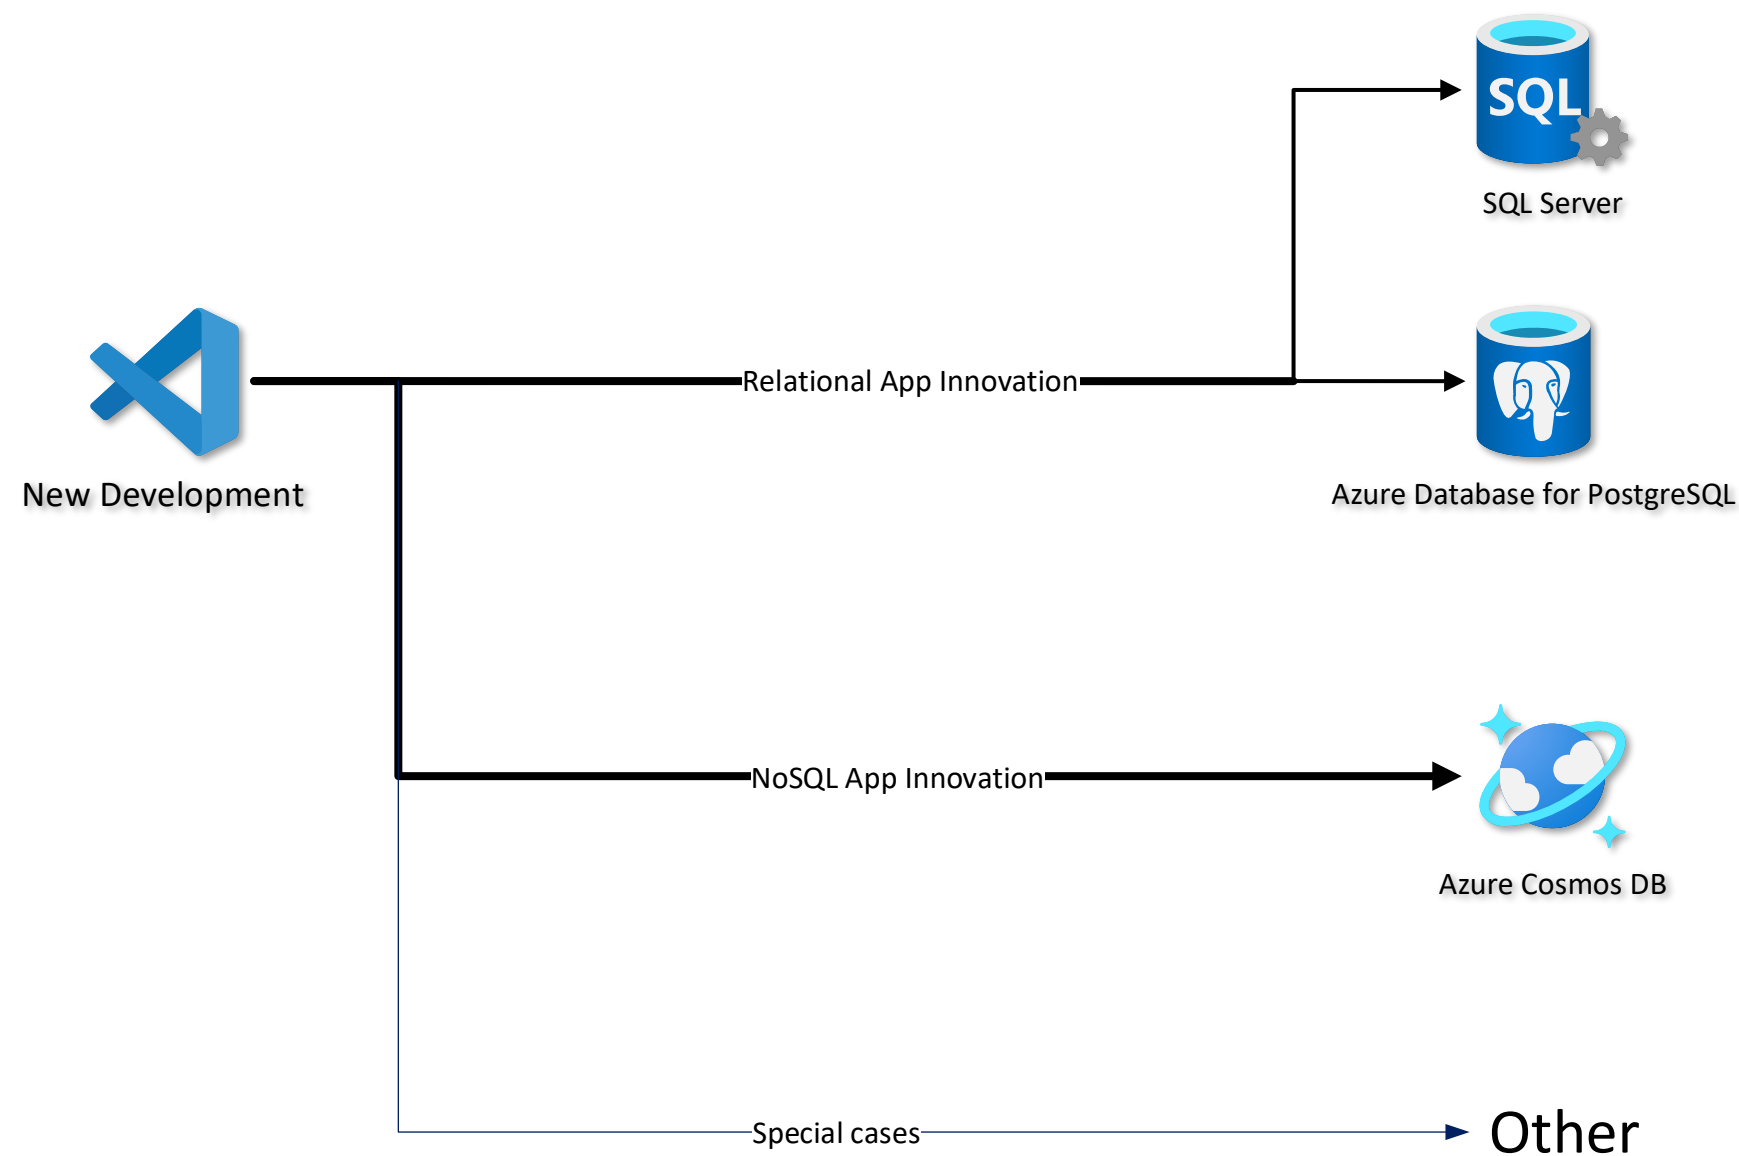 SQL
SQL Server
Relational App Innovation
New Development
Azure Database for PostgreSQL
NoSQL App Innovation
Azure Cosmos DB
Special cases
Other